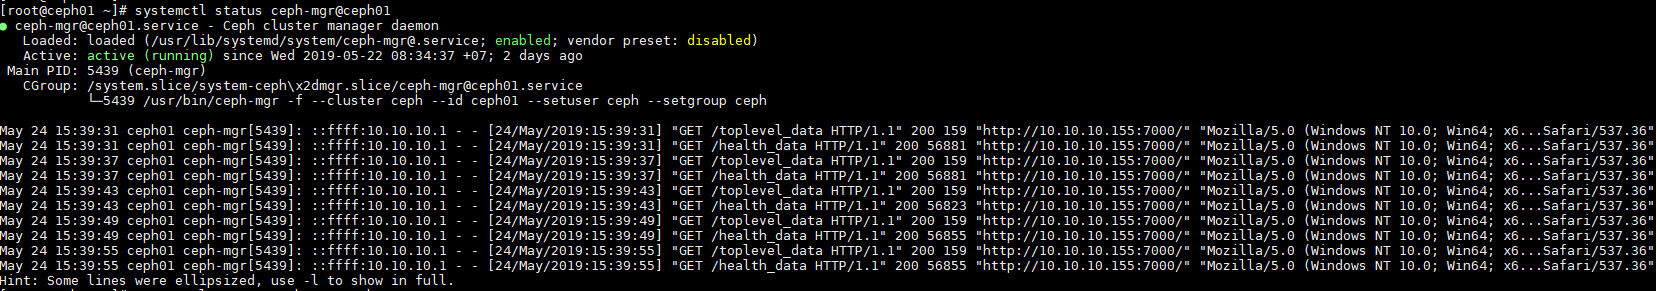 [root@ceph01 ~]# systemctl status ceph-mgr@ceph01
● ceph-mgr@ceph01.service - Ceph cluster manager daemon
   Loaded: loaded (/usr/lib/systemd/system/ceph-mgr@.service; enabled; vendor preset: disabled)
   Active: active (running) since Wed 2019-05-22 08:34:37 +07; 2 days ago
 Main PID: 5439 (ceph-mgr)
   CGroup: /system.slice/system-ceph\x2dmgr.slice/ceph-mgr@ceph01.service
           └─5439 /usr/bin/ceph-mgr -f --cluster ceph --id ceph01 --setuser ceph --setgroup ceph

May 24 15:39:31 ceph01 ceph-mgr[5439]: ::ffff:10.10.10.1 - - [24/May/2019:15:39:31] "GET /toplevel_data HTTP/1.1" 200 159 "http://10.10.10.155:7000/" "Mozilla/5.0 (Windows NT 10.0; Win64; x6...Safari/537.36"
May 24 15:39:31 ceph01 ceph-mgr[5439]: ::ffff:10.10.10.1 - - [24/May/2019:15:39:31] "GET /health_data HTTP/1.1" 200 56881 "http://10.10.10.155:7000/" "Mozilla/5.0 (Windows NT 10.0; Win64; x6...Safari/537.36"
May 24 15:39:37 ceph01 ceph-mgr[5439]: ::ffff:10.10.10.1 - - [24/May/2019:15:39:37] "GET /toplevel_data HTTP/1.1" 200 159 "http://10.10.10.155:7000/" "Mozilla/5.0 (Windows NT 10.0; Win64; x6...Safari/537.36"
May 24 15:39:37 ceph01 ceph-mgr[5439]: ::ffff:10.10.10.1 - - [24/May/2019:15:39:37] "GET /health_data HTTP/1.1" 200 56881 "http://10.10.10.155:7000/" "Mozilla/5.0 (Windows NT 10.0; Win64; x6...Safari/537.36"
May 24 15:39:43 ceph01 ceph-mgr[5439]: ::ffff:10.10.10.1 - - [24/May/2019:15:39:43] "GET /toplevel_data HTTP/1.1" 200 159 "http://10.10.10.155:7000/" "Mozilla/5.0 (Windows NT 10.0; Win64; x6...Safari/537.36"
May 24 15:39:43 ceph01 ceph-mgr[5439]: ::ffff:10.10.10.1 - - [24/May/2019:15:39:43] "GET /health_data HTTP/1.1" 200 56823 "http://10.10.10.155:7000/" "Mozilla/5.0 (Windows NT 10.0; Win64; x6...Safari/537.36"
May 24 15:39:49 ceph01 ceph-mgr[5439]: ::ffff:10.10.10.1 - - [24/May/2019:15:39:49] "GET /toplevel_data HTTP/1.1" 200 159 "http://10.10.10.155:7000/" "Mozilla/5.0 (Windows NT 10.0; Win64; x6...Safari/537.36"
May 24 15:39:49 ceph01 ceph-mgr[5439]: ::ffff:10.10.10.1 - - [24/May/2019:15:39:49] "GET /health_data HTTP/1.1" 200 56855 "http://10.10.10.155:7000/" "Mozilla/5.0 (Windows NT 10.0; Win64; x6...Safari/537.36"
May 24 15:39:55 ceph01 ceph-mgr[5439]: ::ffff:10.10.10.1 - - [24/May/2019:15:39:55] "GET /toplevel_data HTTP/1.1" 200 159 "http://10.10.10.155:7000/" "Mozilla/5.0 (Windows NT 10.0; Win64; x6...Safari/537.36"
May 24 15:39:55 ceph01 ceph-mgr[5439]: ::ffff:10.10.10.1 - - [24/May/2019:15:39:55] "GET /health_data HTTP/1.1" 200 56855 "http://10.10.10.155:7000/" "Mozilla/5.0 (Windows NT 10.0; Win64; x6...Safari/537.36"
Hint: Some lines were ellipsized, use -l to show in full.